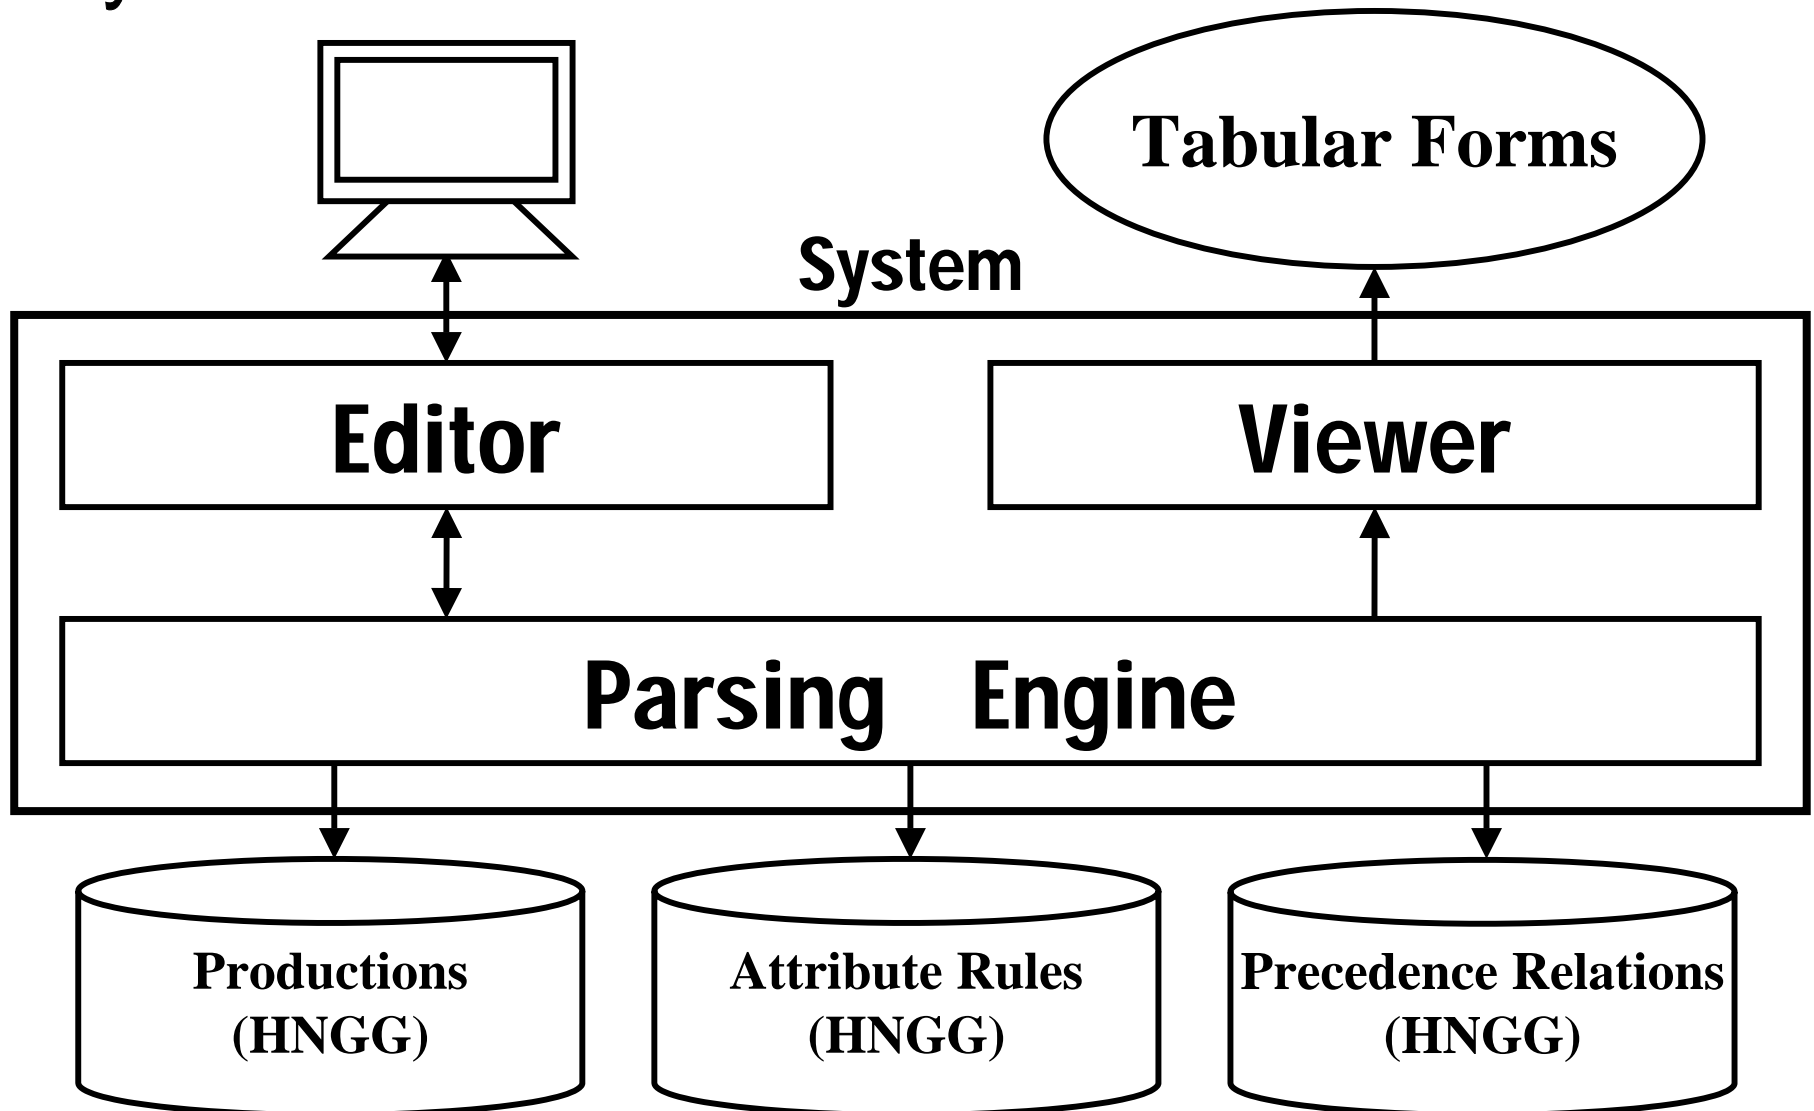 Tabular Forms
System
Editor
Viewer
Parsing Engine
Productions
(HNGG)
Attribute Rules
(HNGG)
Precedence Relations
(HNGG)